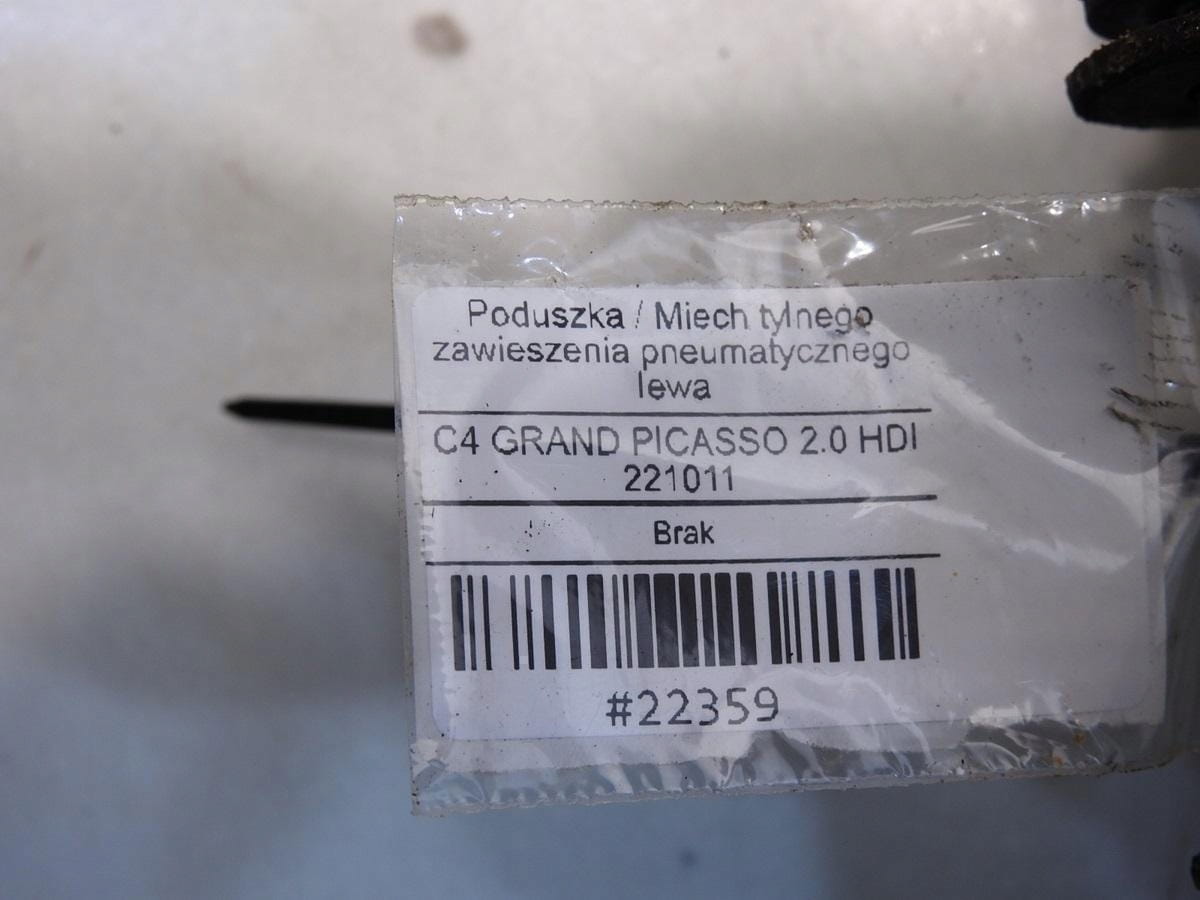 Poduszka / Miech tylnego
zawieszenia pneumatycznego
lewa
C4 GRAND PICASSO 2.0 HDI
221011
Brak
#22359